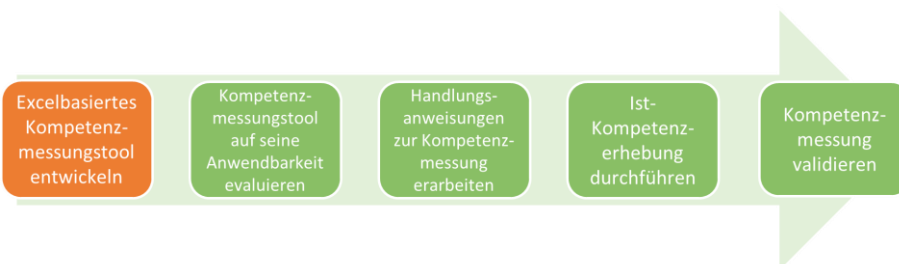 Excelbasiertes
Kompetenz-
messungstool
entwickeln
Kompetenz-
messungstool
auf seine
Anwendbarkeit
evaluieren
Handlungs-
anweisungen
zur Kompetenz-
messung
erarbeiten
Ist-
Kompetenz-
erhebung
durchführen
Kompetenz-
messung
validieren